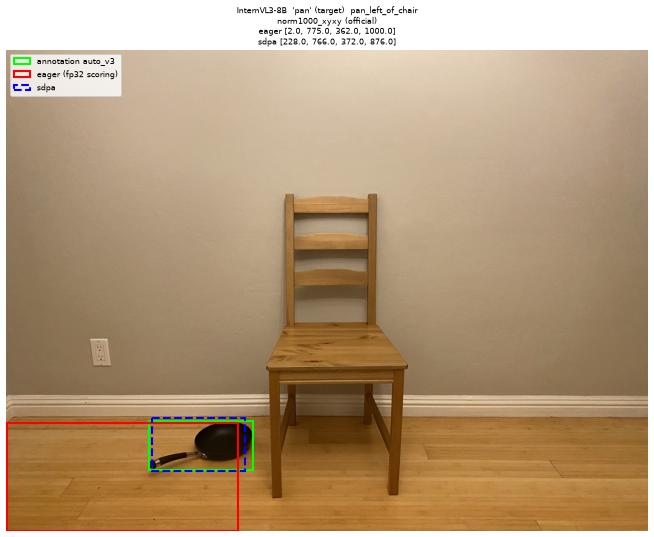 InternVL3-8B 'pan' (target) pan_left_of_chair
norm1000_xyxy (official)
eager [2.0, 775.0, 362.0, 1000.0]
sdpa [228.0, 766.0, 372.0, 876.0]
annotation auto_v3
eager (fp32 scoring)
sdpa